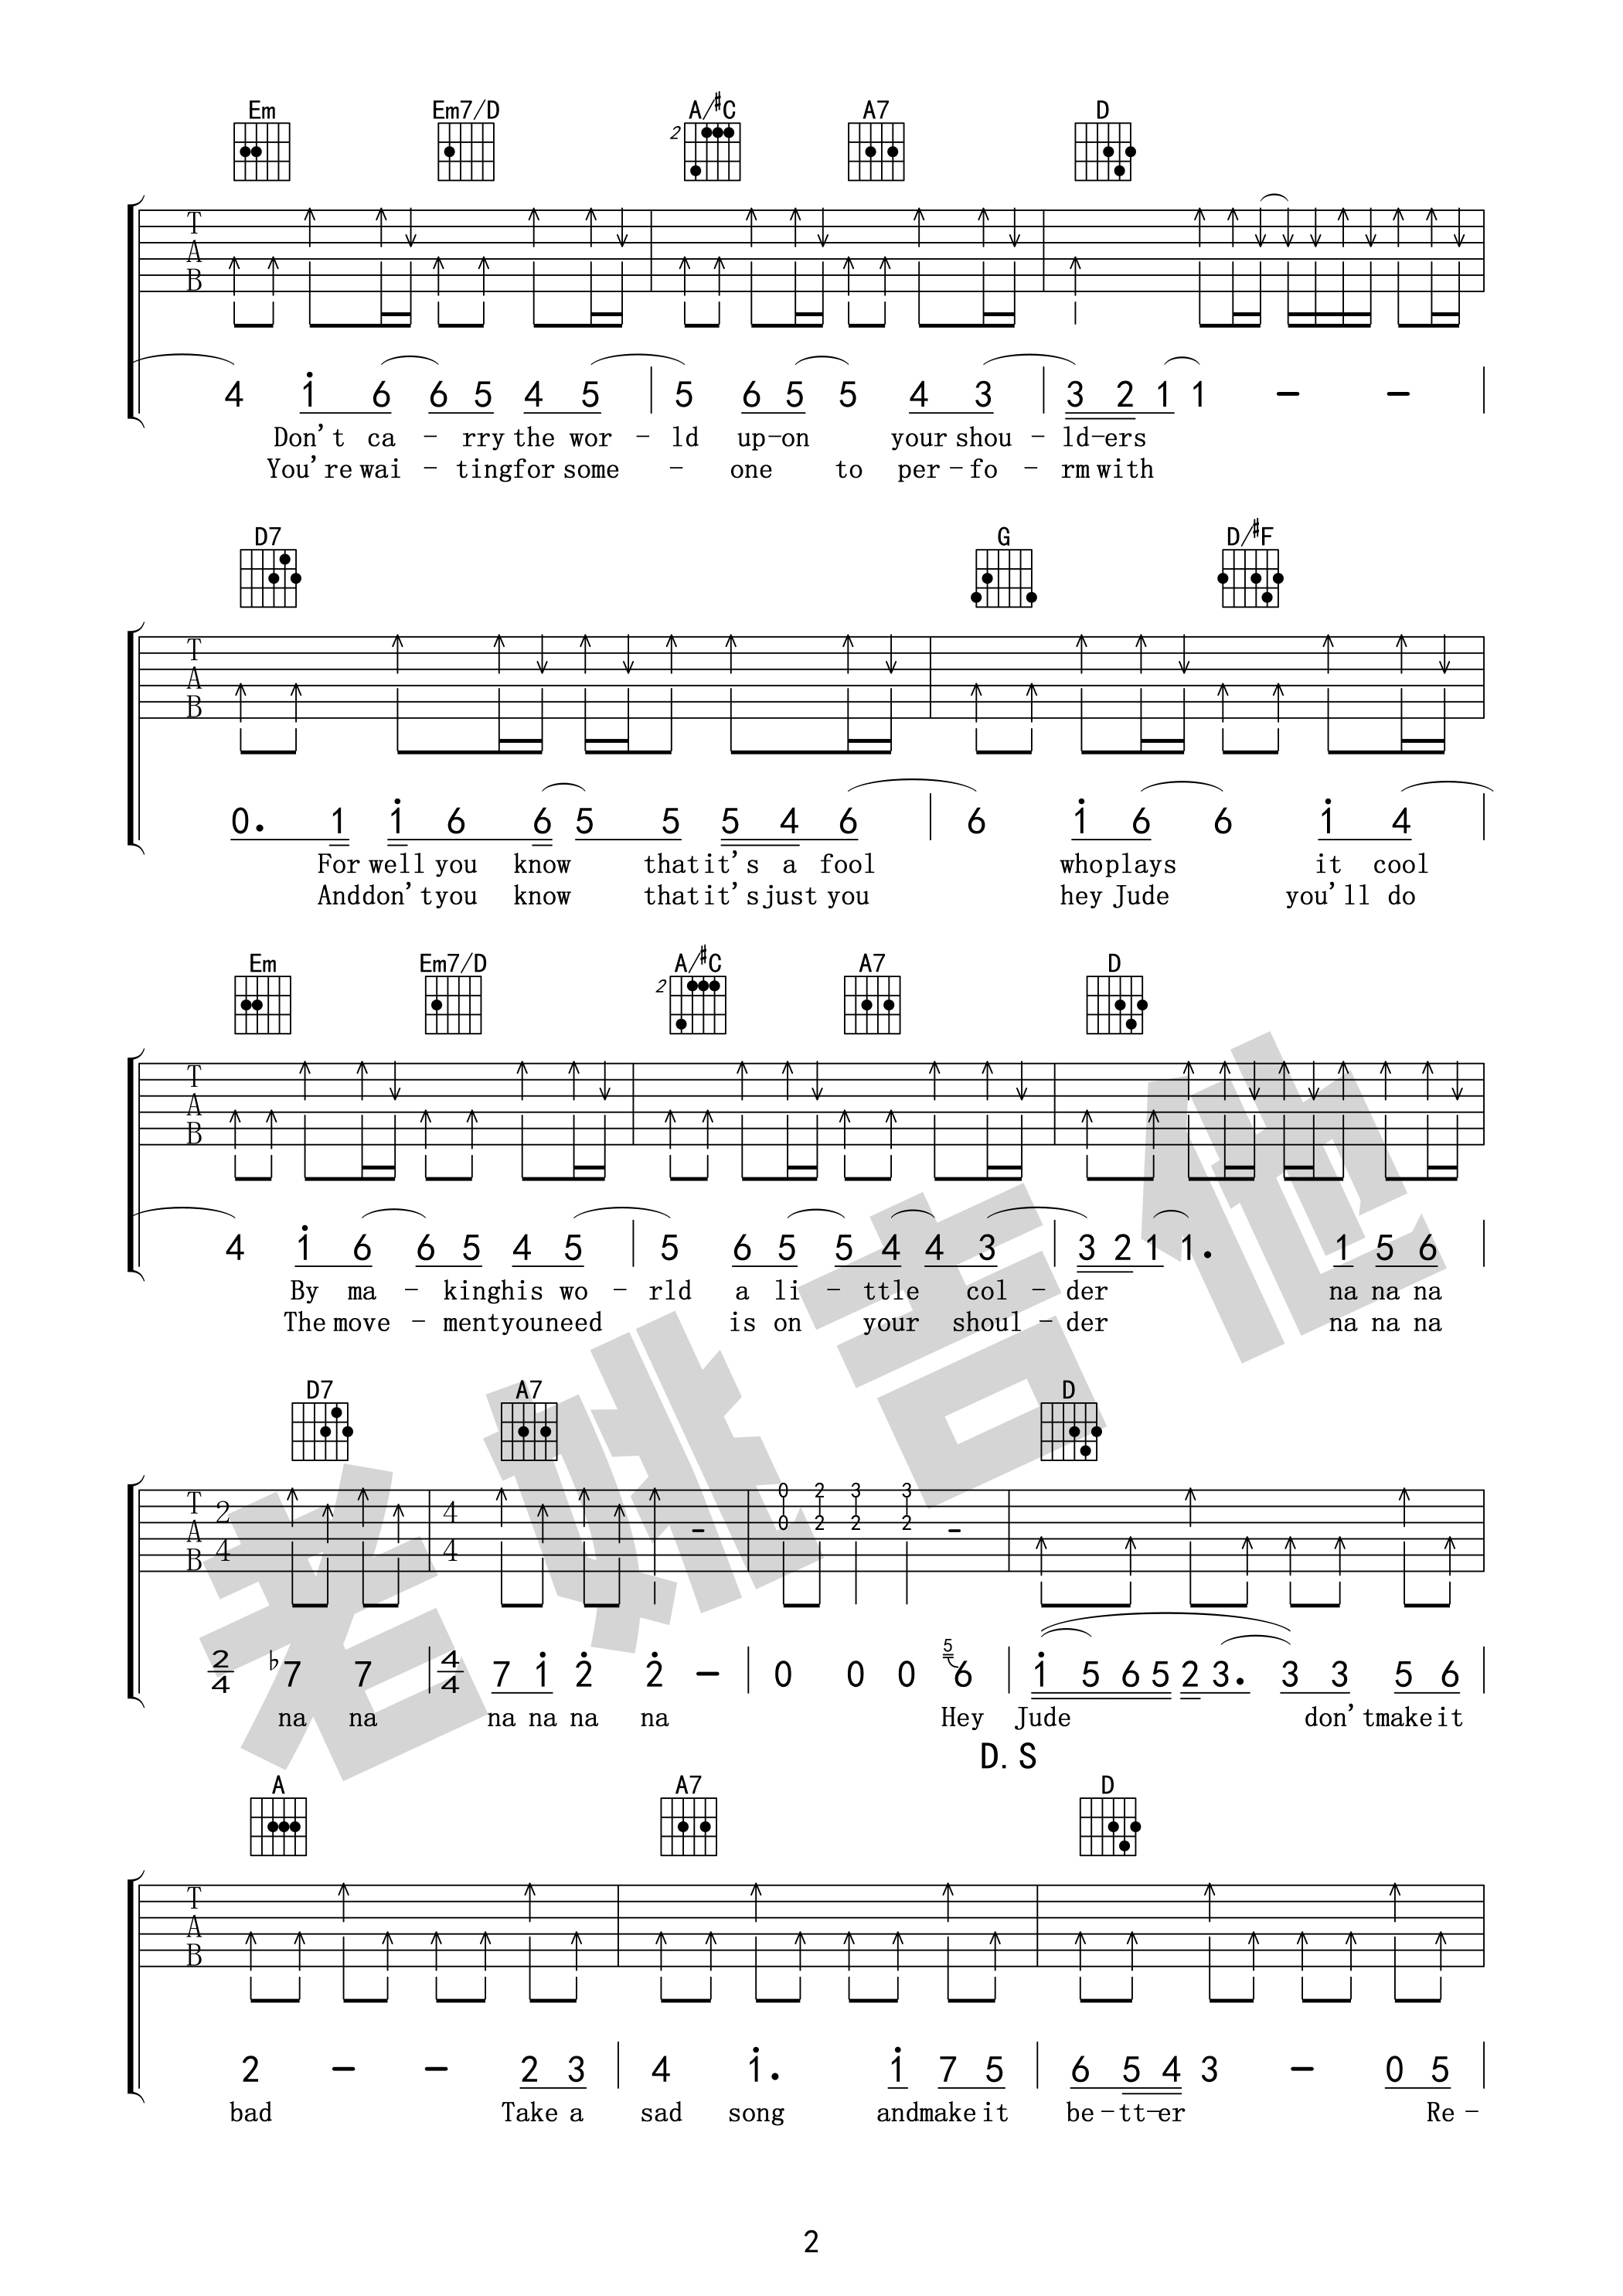 Em Em7/D A/#C A7 D
2
T
A
B
4 1 6 6 5 4 5 5 6 5 5 4 3 3 2 1 1 - -
Don't ca - rry the wor - ld up-on your shou - ld-ers
You're wai - tingfor some - one to per-fo - rm with
D7 G D/#F
T
A
B
0. 1 1 6 6 5 5 5 4 6 6 1 6 6 1 4
For well you know thatit's a fool whoplays it cool
Anddon'tyou know thatit'sjust you hey Jude you'll do
Em Em7/D A/#C A7 D
2
T
A
B
4 1 6 6 5 4 5 5 6 5 5 4 4 3 3 2 1 1. 1 5 6
By ma - kinghis wo - rld a li - ttle col - der na na na
The move - mentyouneed is on your shoul - der na na na
D7 A7 D
T
A
B
2
4
4
4
0 2 3 3
0 2 2 2
2/4 ♭7 7 4/4 7 1 2 2 - 0 0 0 5 6 1 5 6 5 2 3. 3 3 5 6
na na na na na na Hey Jude don'tmakeit
D.S
A A7 D
T
A
B
2 - - 2 3 4 1. 1 7 5 6 5 4 3 - 0 5
bad Take a sad song andmakeit be-tt-er Re-
老姚吉他
2